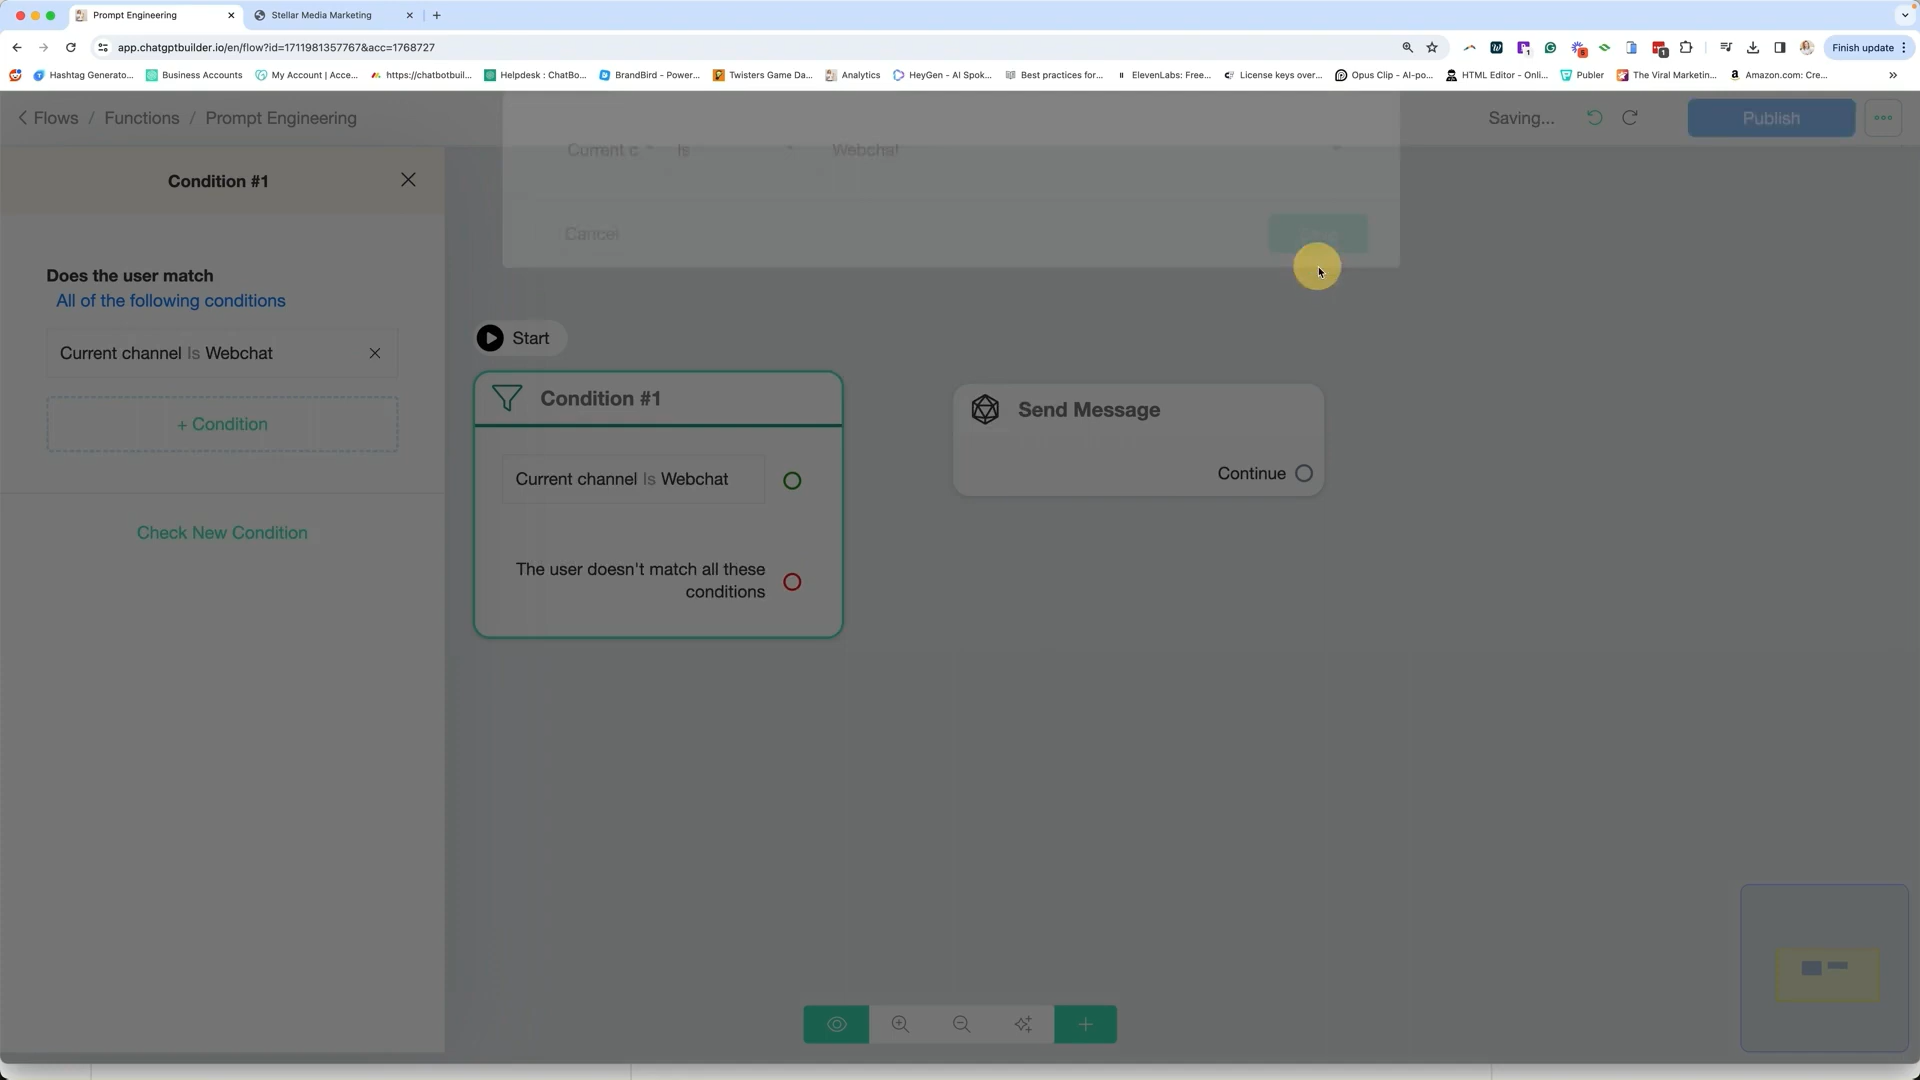 Prompt Engineering
Stellar Media Marketing
app.chatgptbuilder.io/en/flow?id=1711981357767&acc=1768727
Finish update
Hashtag Generato...
Business Accounts
My Account | Acce...
https://chatbotbuil...
Helpdesk : ChatBo...
BrandBird - Power...
Twisters Game Da...
Analytics
HeyGen - AI Spok...
Best practices for...
ElevenLabs: Free...
License keys over...
Opus Clip - AI-po...
HTML Editor - Onli...
Publer
The Viral Marketin...
Amazon.com: Cre...
Flows / Functions / Prompt Engineering
Saving...
Publish
Current c
Is
Webchat
Cancel
Condition #1
Does the user match
All of the following conditions
Current channel Is Webchat
+ Condition
Check New Condition
Start
Condition #1
Current channel Is Webchat
The user doesn't match all these
conditions
Send Message
Continue